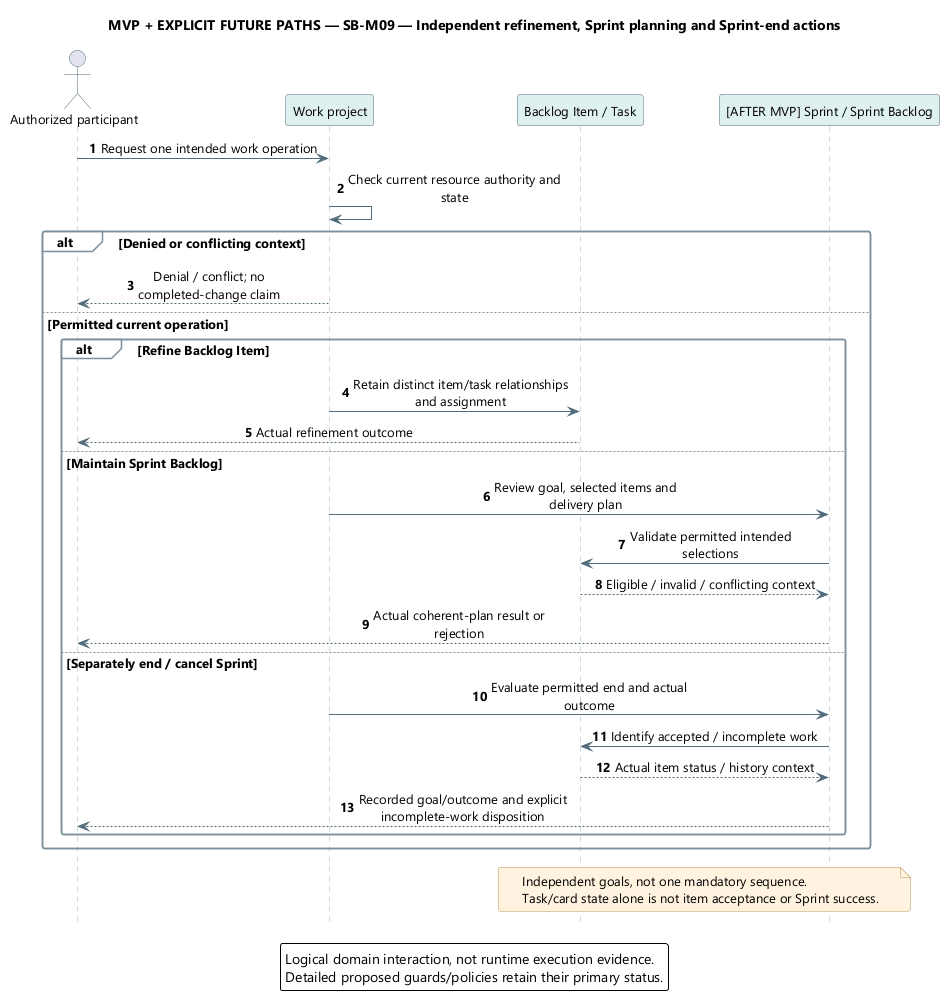 MVP + EXPLICIT FUTURE PATHS — SB-M09 — Independent refinement, Sprint planning and Sprint-end actions
Authorized participant
Work project
Backlog Item / Task
[AFTER MVP] Sprint / Sprint Backlog
1 Request one intended work operation
2 Check current resource authority and
state
alt [Denied or conflicting context]
3 Denial / conflict; no
completed-change claim
[Permitted current operation]
alt [Refine Backlog Item]
4 Retain distinct item/task relationships
and assignment
5 Actual refinement outcome
[Maintain Sprint Backlog]
6 Review goal, selected items and
delivery plan
7 Validate permitted intended
selections
8 Eligible / invalid / conflicting context
9 Actual coherent-plan result or
rejection
[Separately end / cancel Sprint]
10 Evaluate permitted end and actual
outcome
11 Identify accepted / incomplete work
12 Actual item status / history context
13 Recorded goal/outcome and explicit
incomplete-work disposition
Independent goals, not one mandatory sequence.
Task/card state alone is not item acceptance or Sprint success.
Logical domain interaction, not runtime execution evidence.
Detailed proposed guards/policies retain their primary status.